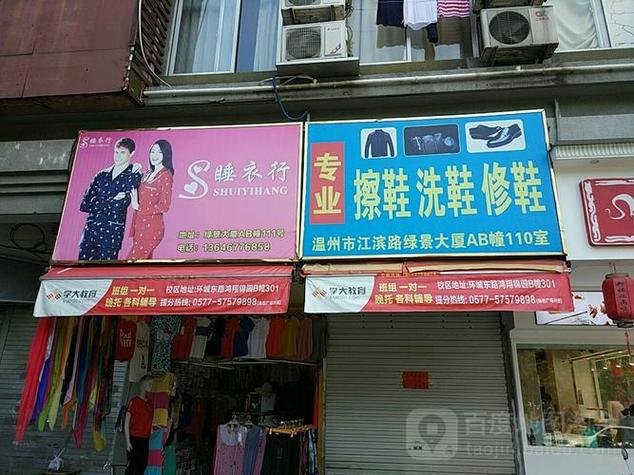 睡衣行
SHUIYIHANG
睡衣行
SHUIYIHANG
地址：绿景大厦AB幢111号
电话：13646776858
专业
擦鞋 洗鞋 修鞋
温州市江滨路绿景大厦AB幢110室
学大教育
班组 一对一
晚托 各科辅导
校区地址:环城东路鸿翔锦园B幢301
提分热线:0577-57579898
学大教育
班组 一对一
晚托 各科辅导
校区地址:环城东路鸿翔锦园B幢301
提分热线:0577-57579898